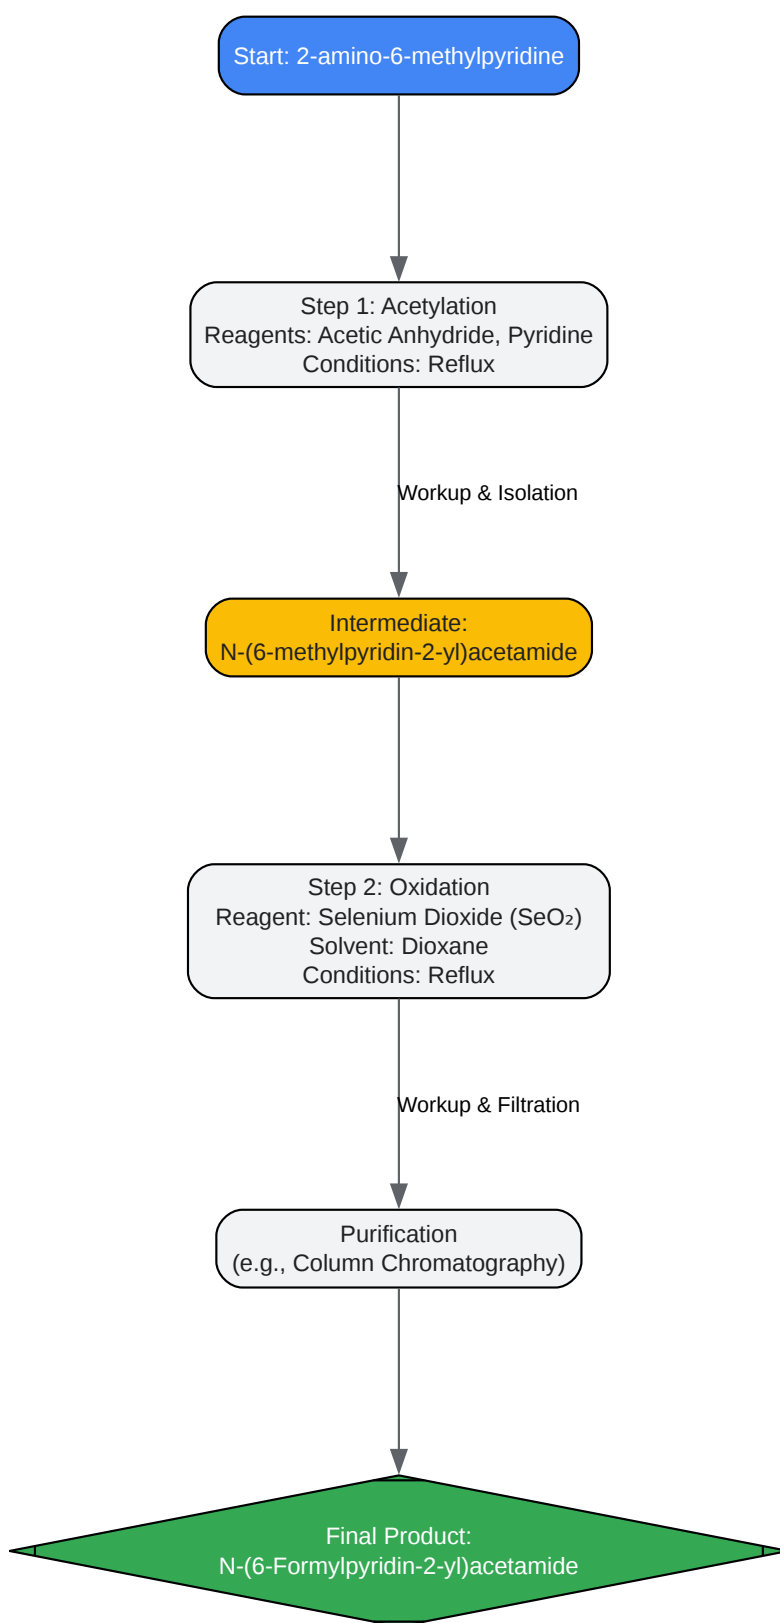 Start: 2-amino-6-methylpyridine
Step 1: Acetylation
Reagents: Acetic Anhydride, Pyridine
Conditions: Reflux
Workup & Isolation
Intermediate:
N-(6-methylpyridin-2-yl)acetamide
Step 2: Oxidation
Reagent: Selenium Dioxide (SeO₂)
Solvent: Dioxane
Conditions: Reflux
Workup & Filtration
Purification
(e.g., Column Chromatography)
Final Product:
N-(6-Formylpyridin-2-yl)acetamide